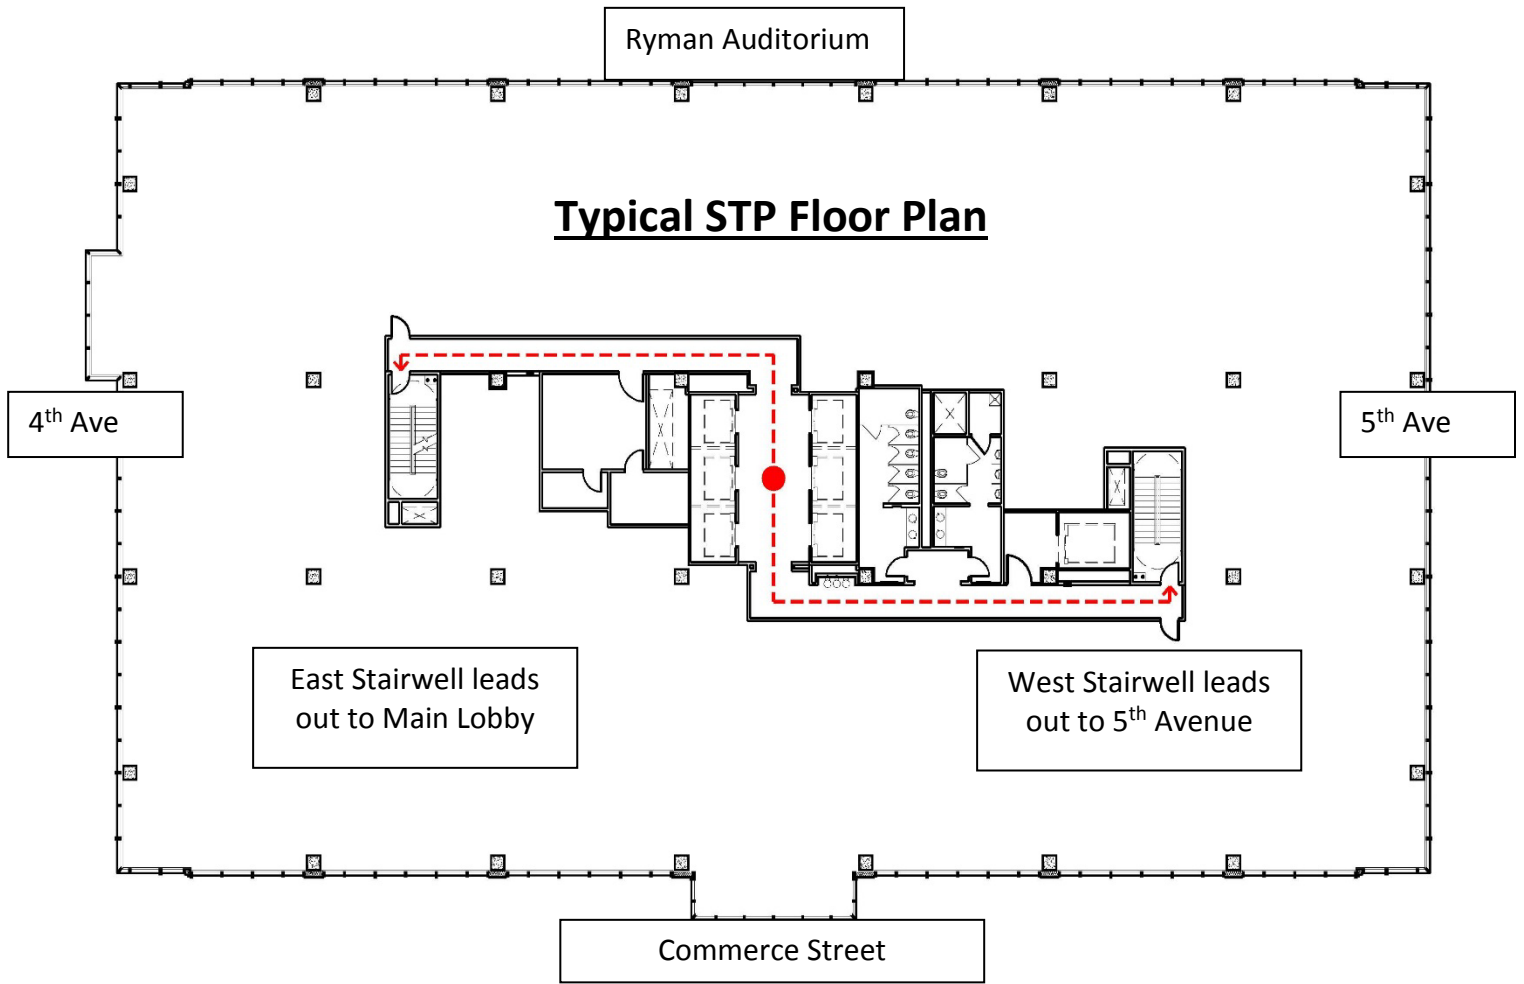 Ryman Auditorium
Typical STP Floor Plan
4th Ave
5th Ave
East Stairwell leads
out to Main Lobby
West Stairwell leads
out to 5th Avenue
Commerce Street